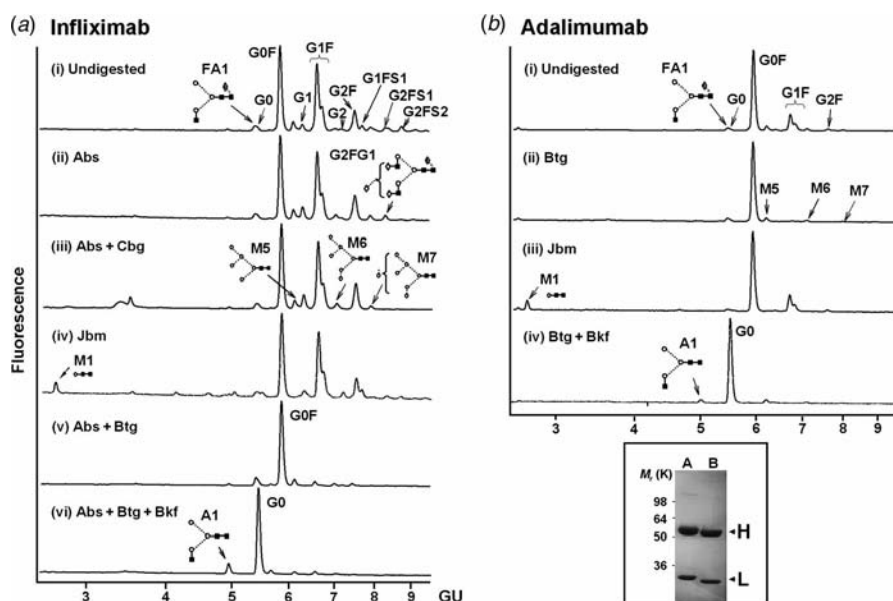 (a) Infliximab
(i) Undigested
FA1
G0
G0F
G1F
G1
G2F
G2
G1FS1
G2FS1
G2FS2
(ii) Abs
G2FG1
(iii) Abs + Cbg
M5
M6
M7
(iv) Jbm
M1
(v) Abs + Btg
G0F
(vi) Abs + Btg + Bkf
A1
G0
Fluorescence
3 5 6 7 8 9 GU
(b) Adalimumab
(i) Undigested
FA1
G0
G0F
G1F
G2F
(ii) Btg
M5
M6
M7
(iii) Jbm
M1
(iv) Btg + Bkf
A1
G0
3 4 5 6 7 8 9
Mr (K)
A B
98
64
50
36
H
L